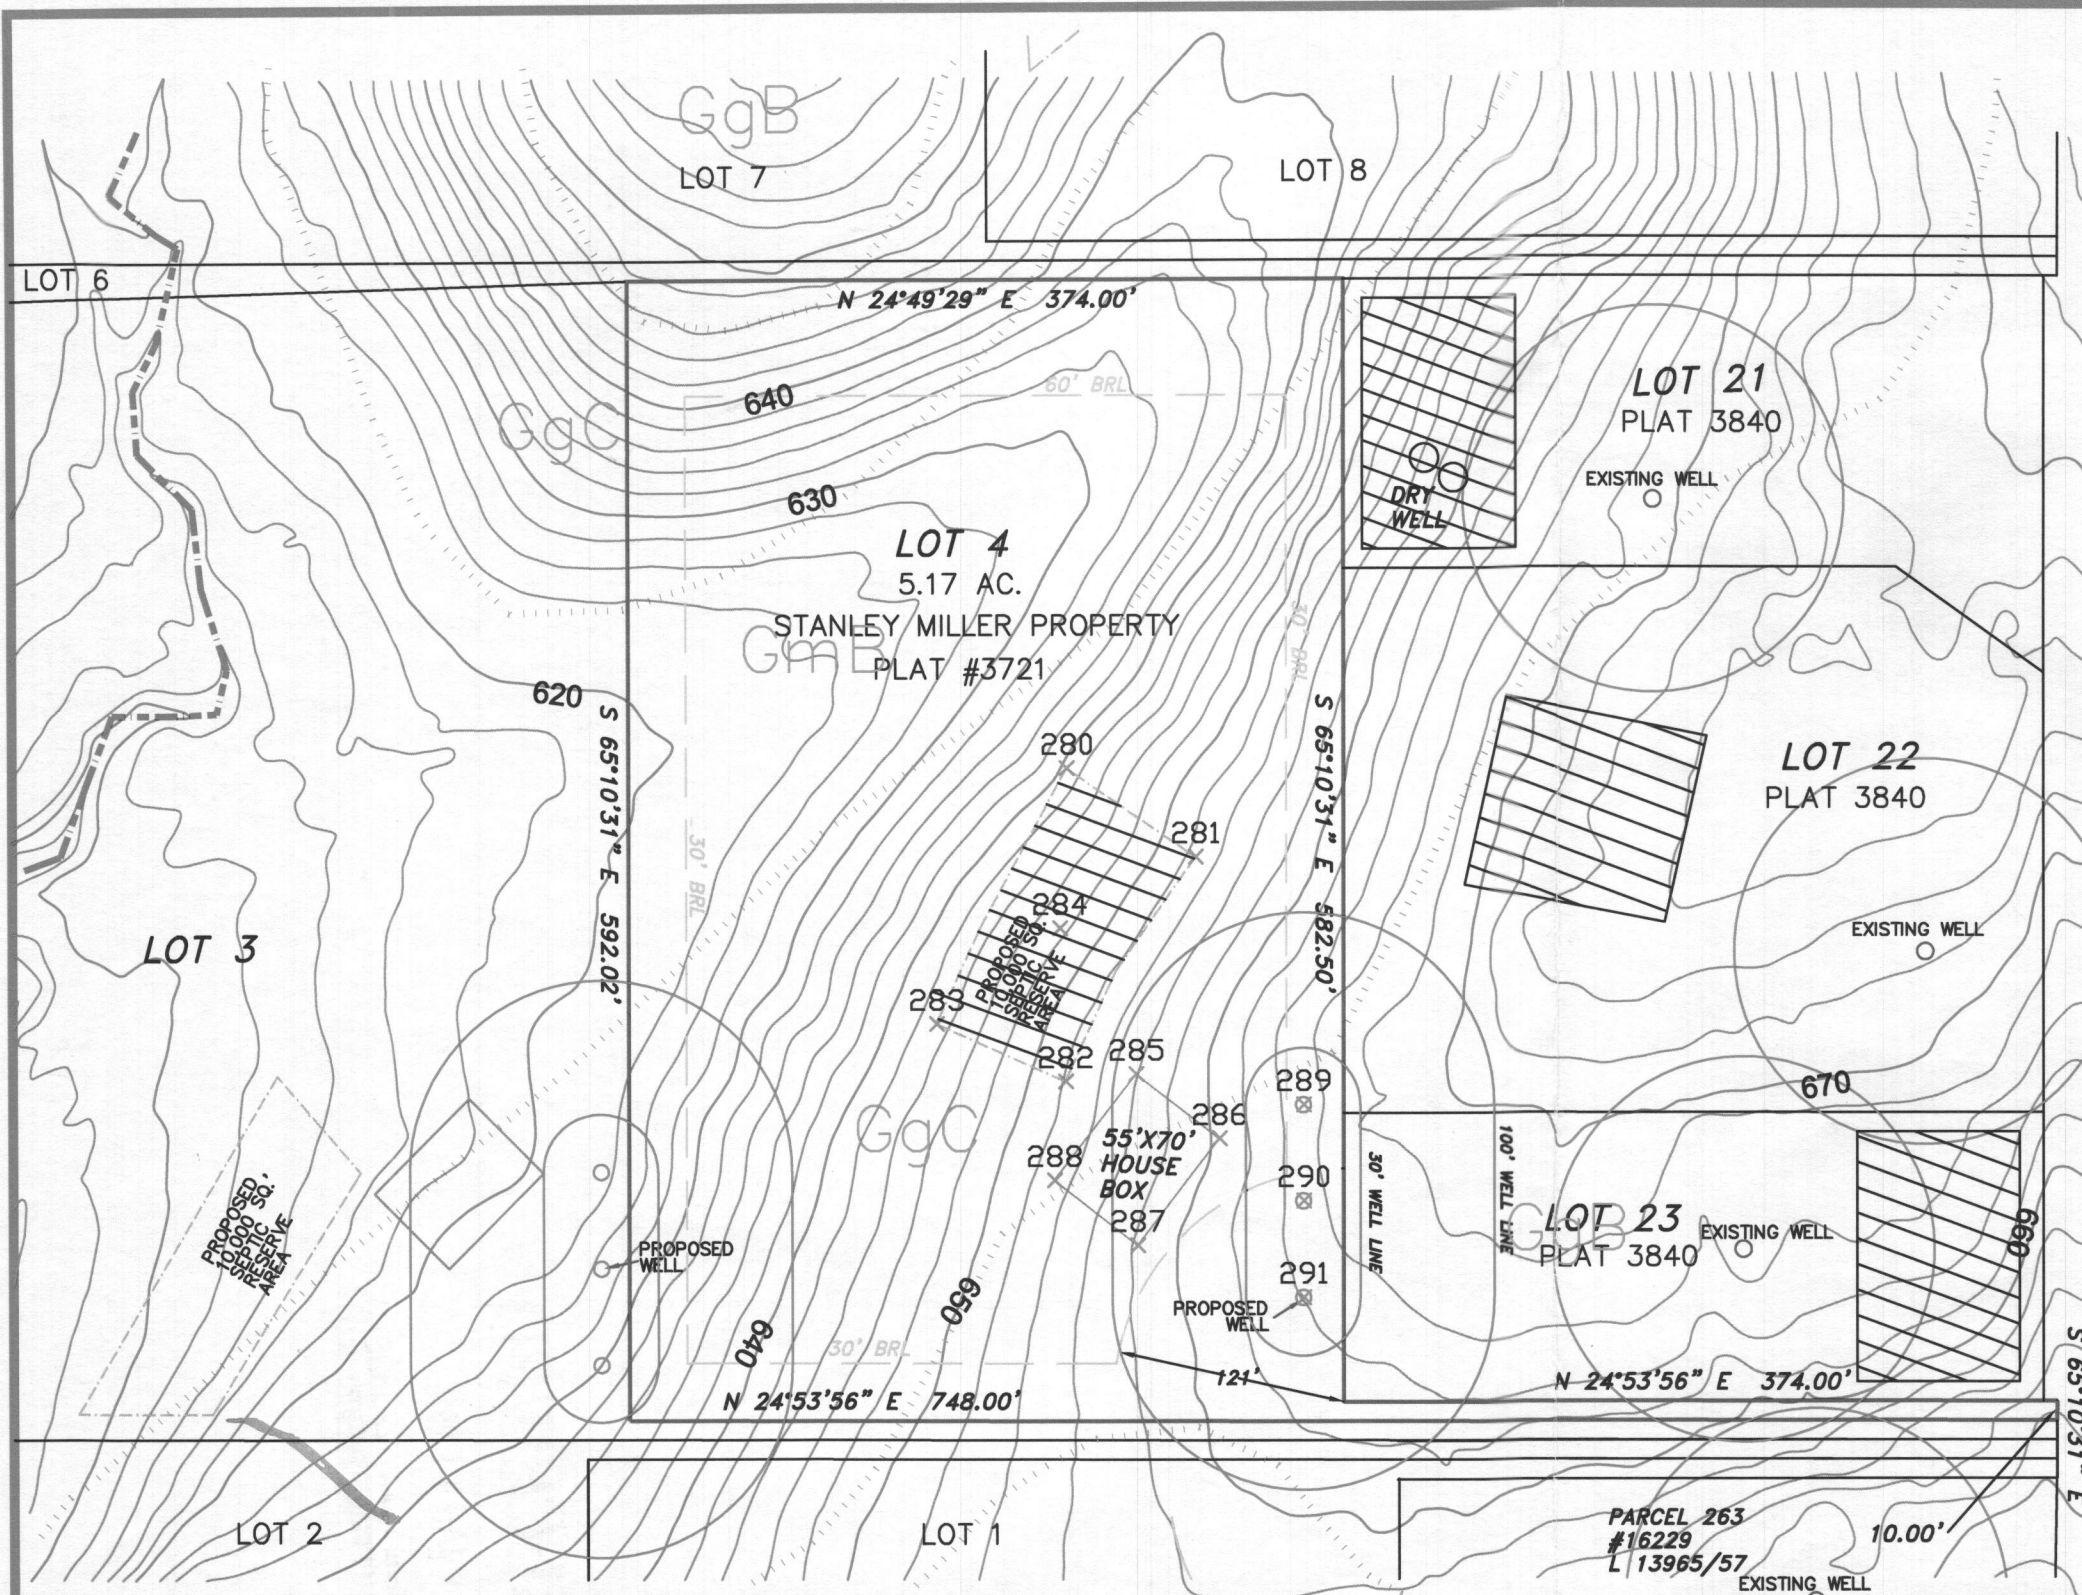 GgB
LOT 7
LOT 8
LOT 6
N 24°49'29" E 374.00'
60' BRL
640
GgC
630
LOT 21
PLAT 3840
EXISTING WELL
DRY
WELL
LOT 4
5.17 AC.
STANLEY MILLER PROPERTY
GmB
PLAT #3721
30' BRL
620
S 65°10'31" E 592.02'
S 65°10'31" E 582.50'
280
281
LOT 22
PLAT 3840
30' BRL
284
EXISTING WELL
LOT 3
PROPOSED
10,000 SQ.
SEPTIC
RESERVE
AREA
283
282
285
289
670
286
GgC
55'X70'
HOUSE
BOX
288
290
287
30' WELL LINE
100' WELL LINE
LOT 23
GgB
PLAT 3840
EXISTING WELL
660
PROPOSED
10,000 SQ.'
SEPTIC
RESERVE
AREA
PROPOSED
WELL
291
PROPOSED
WELL
650
640
30' BRL
121'
N 24°53'56" E 748.00'
N 24°53'56" E 374.00'
S 65°10'31" E
LOT 2
LOT 1
PARCEL 263
#16229
L 13965/57
10.00'
EXISTING WELL